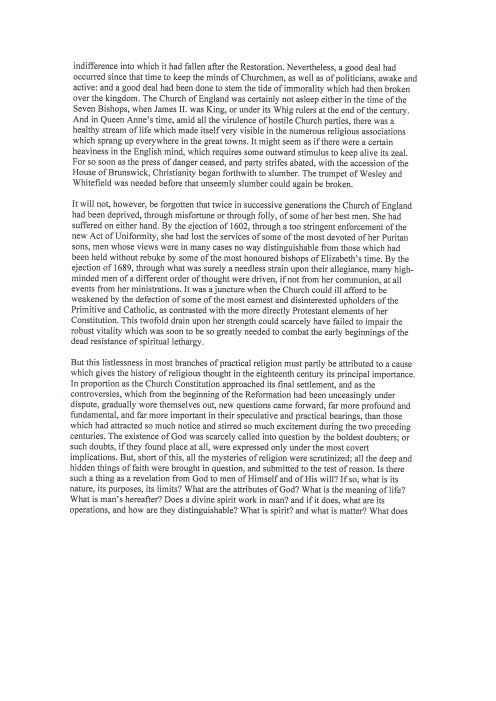 indifference into which it had fallen after the Restoration. Nevertheless, a good deal had
occurred since that time to keep the minds of Churchmen, as well as of politicians, awake and
active: and a good deal had been done to stem the tide of immorality which had then broken
over the kingdom. The Church of England was certainly not asleep either in the time of the
Seven Bishops, when James II. was King, or under its Whig rulers at the end of the century.
And in Queen Anne's time, amid all the virulence of hostile Church parties, there was a
healthy stream of life which made itself very visible in the numerous religious associations
which sprang up everywhere in the great towns. It might seem as if there were a certain
heaviness in the English mind, which requires some outward stimulus to keep alive its zeal.
For so soon as the press of danger ceased, and party strifes abated, with the accession of the
House of Brunswick, Christianity began forthwith to slumber. The trumpet of Wesley and
Whitefield was needed before that unseemly slumber could again be broken.
It will not, however, be forgotten that twice in successive generations the Church of England
had been deprived, through misfortune or through folly, of some of her best men. She had
suffered on either hand. By the ejection of 1602, through a too stringent enforcement of the
new Act of Uniformity, she had lost the services of some of the most devoted of her Puritan
sons, men whose views were in many cases no way distinguishable from those which had
been held without rebuke by some of the most honoured bishops of Elizabeth's time. By the
ejection of 1689, through what was surely a needless strain upon their allegiance, many high-
minded men of a different order of thought were driven, if not from her communion, at all
events from her ministrations. It was a juncture when the Church could ill afford to be
weakened by the defection of some of the most earnest and disinterested upholders of the
Primitive and Catholic, as contrasted with the more directly Protestant elements of her
Constitution. This twofold drain upon her strength could scarcely have failed to impair the
robust vitality which was soon to be so greatly needed to combat the early beginnings of the
dead resistance of spiritual lethargy.
But this listlessness in most branches of practical religion must partly be attributed to a cause
which gives the history of religious thought in the eighteenth century its principal importance.
In proportion as the Church Constitution approached its final settlement, and as the
controversies, which from the beginning of the Reformation had been unceasingly under
dispute, gradually wore themselves out, new questions came forward, far more profound and
fundamental, and far more important in their speculative and practical bearings, than those
which had attracted so much notice and stirred so much excitement during the two preceding
centuries. The existence of God was scarcely called into question by the boldest doubters; or
such doubts, if they found place at all, were expressed only under the most covert
implications. But, short of this, all the mysteries of religion were scrutinized; all the deep and
hidden things of faith were brought in question, and submitted to the test of reason. Is there
such a thing as a revelation from God to men of Himself and of His will? If so, what is its
nature, its purposes, its limits? What are the attributes of God? What is the meaning of life?
What is man's hereafter? Does a divine spirit work in man? and if it does, what are its
operations, and how are they distinguishable? What is spirit? and what is matter? What does